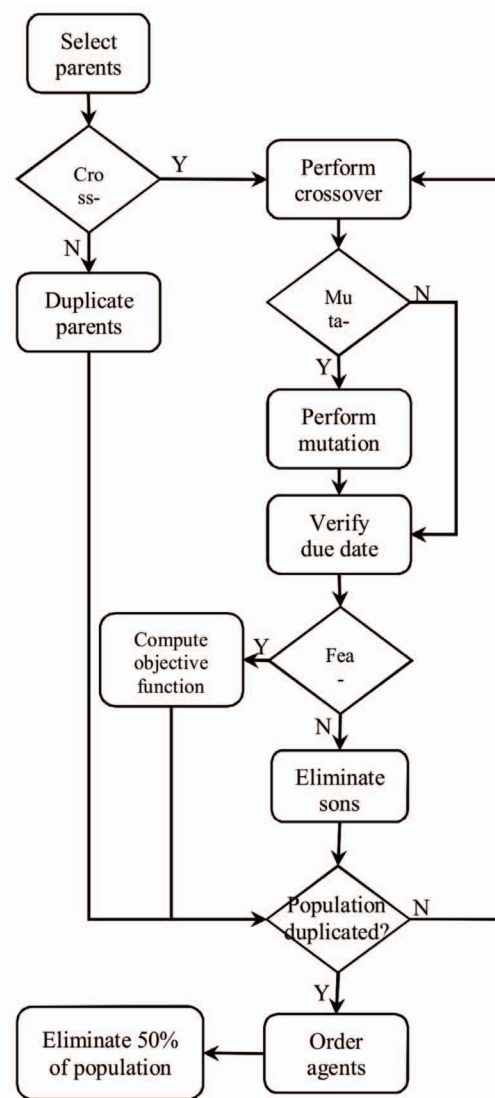 Select
parents
Cro
ss-
Y
N
Perform
crossover
Duplicate
parents
Mu
ta-
N
Y
Perform
mutation
Verify
due date
Compute
objective
function
Y
Fea
-
N
Eliminate
sons
Population
duplicated?
N
Y
Eliminate 50%
of population
Order
agents